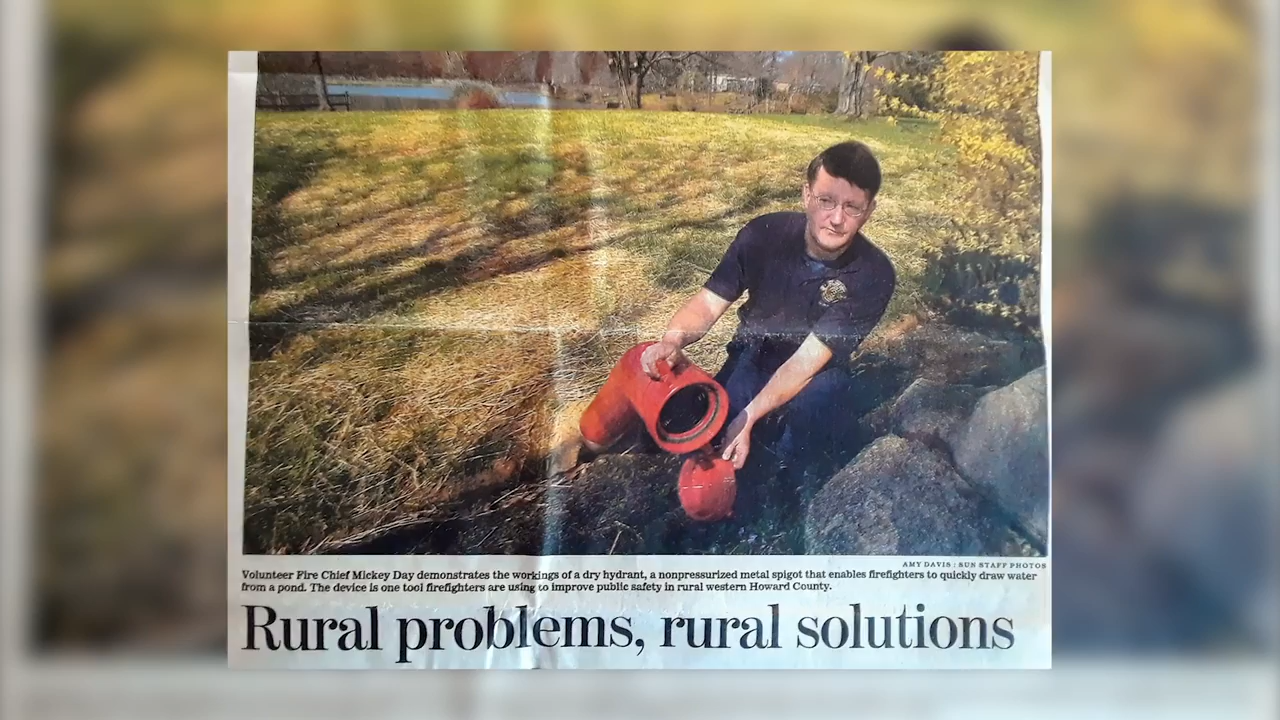 AMY DAVIS : SUN STAFF PHOTOS
Volunteer Fire Chief Mickey Day demonstrates the workings of a dry hydrant, a nonpressurized metal spigot that enables firefighters to quickly draw water
from a pond. The device is one tool firefighters are using to improve public safety in rural western Howard County.
Rural problems, rural solutions